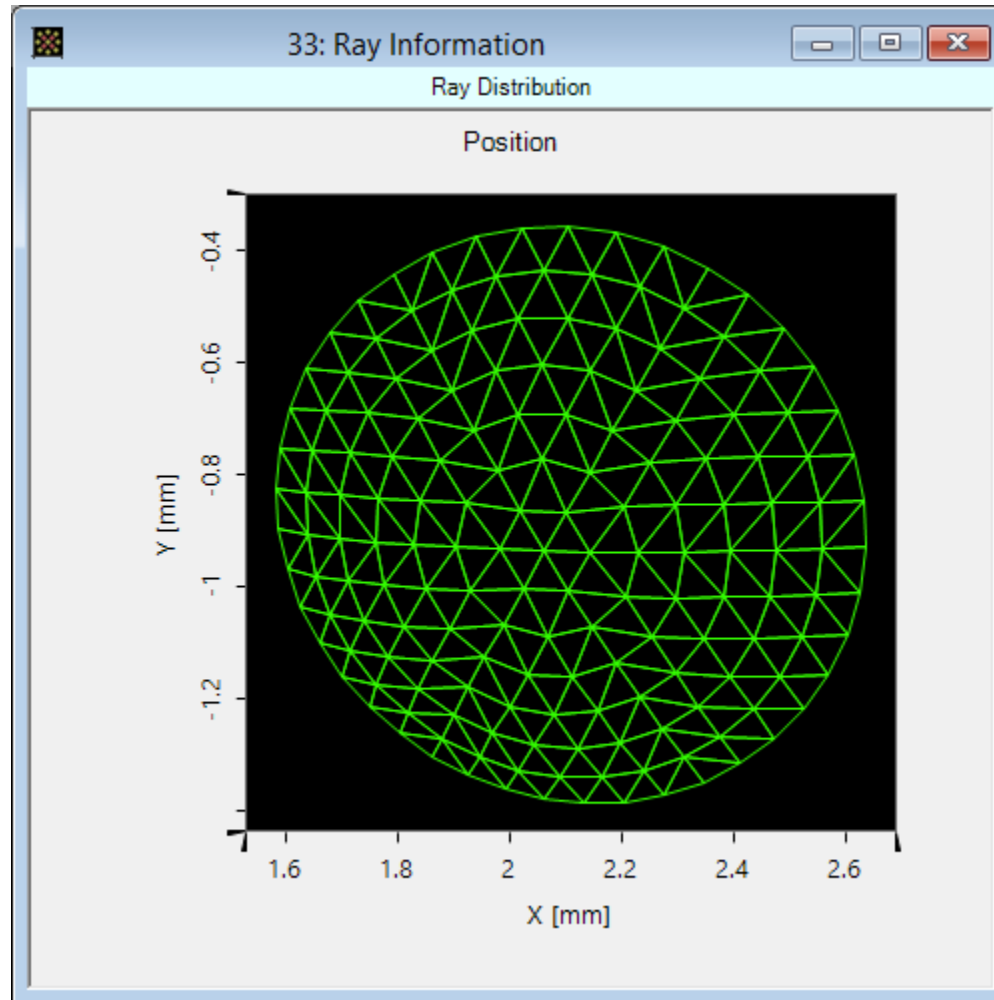 33: Ray Information
Ray Distribution
Position
-0.4
-0.6
-0.8
-1
-1.2
Y [mm]
1.6 1.8 2 2.2 2.4 2.6
X [mm]